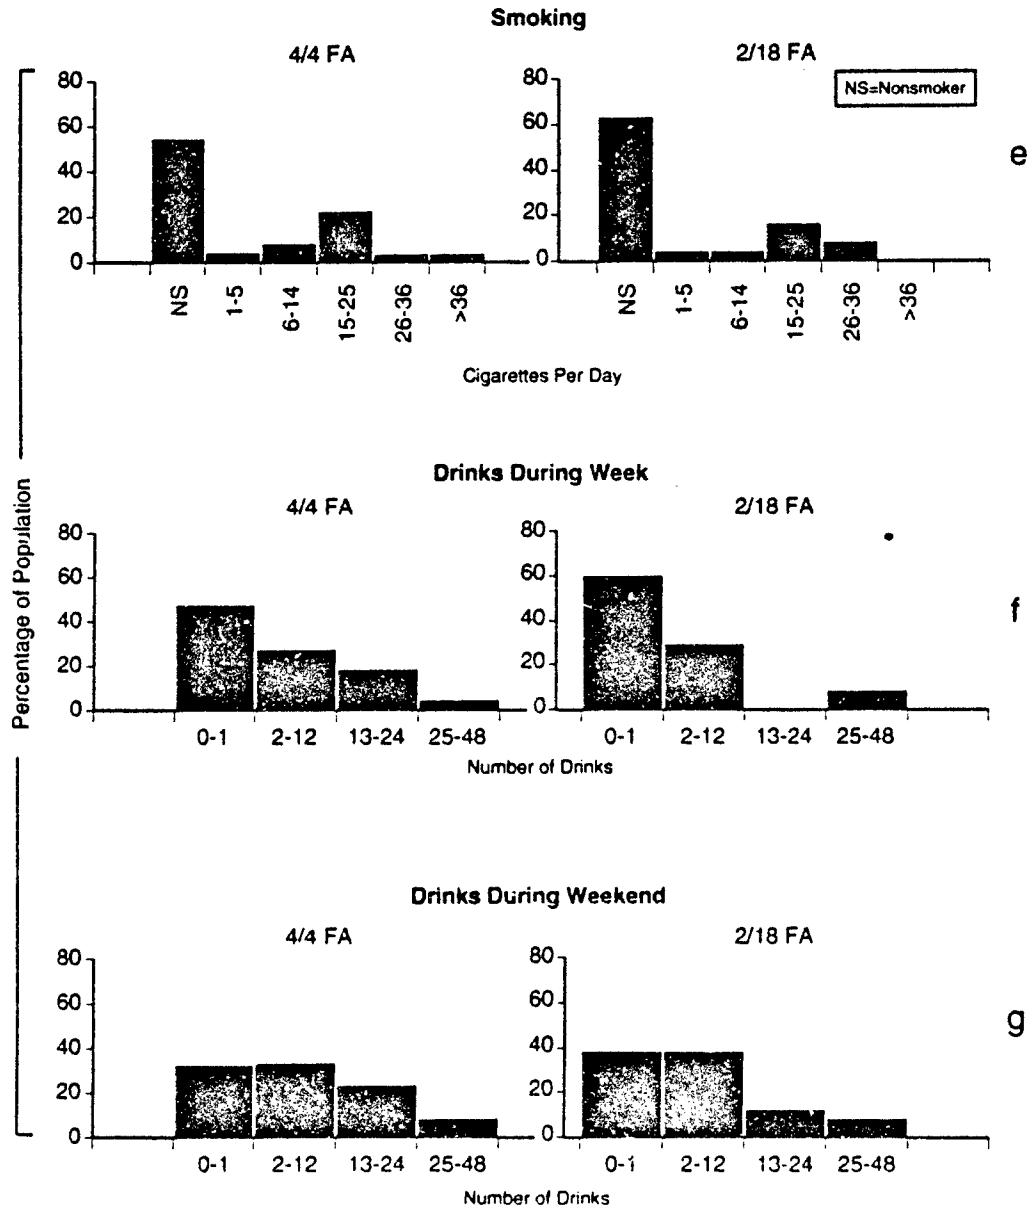 Smoking
4/4 FA
2/18 FA
80
60
40
20
0
NS
1-5
6-14
15-25
26-36
>36
80
60
40
20
0
NS=Nonsmoker
NS
1-5
6-14
15-25
26-36
>36
e
Cigarettes Per Day
Percentage of Population
Drinks During Week
4/4 FA
2/18 FA
80
60
40
20
0
0-1 2-12 13-24 25-48
80
60
40
20
0
0-1 2-12 13-24 25-48
f
Number of Drinks
Drinks During Weekend
4/4 FA
2/18 FA
80
60
40
20
0
0-1 2-12 13-24 25-48
80
60
40
20
0
0-1 2-12 13-24 25-48
g
Number of Drinks